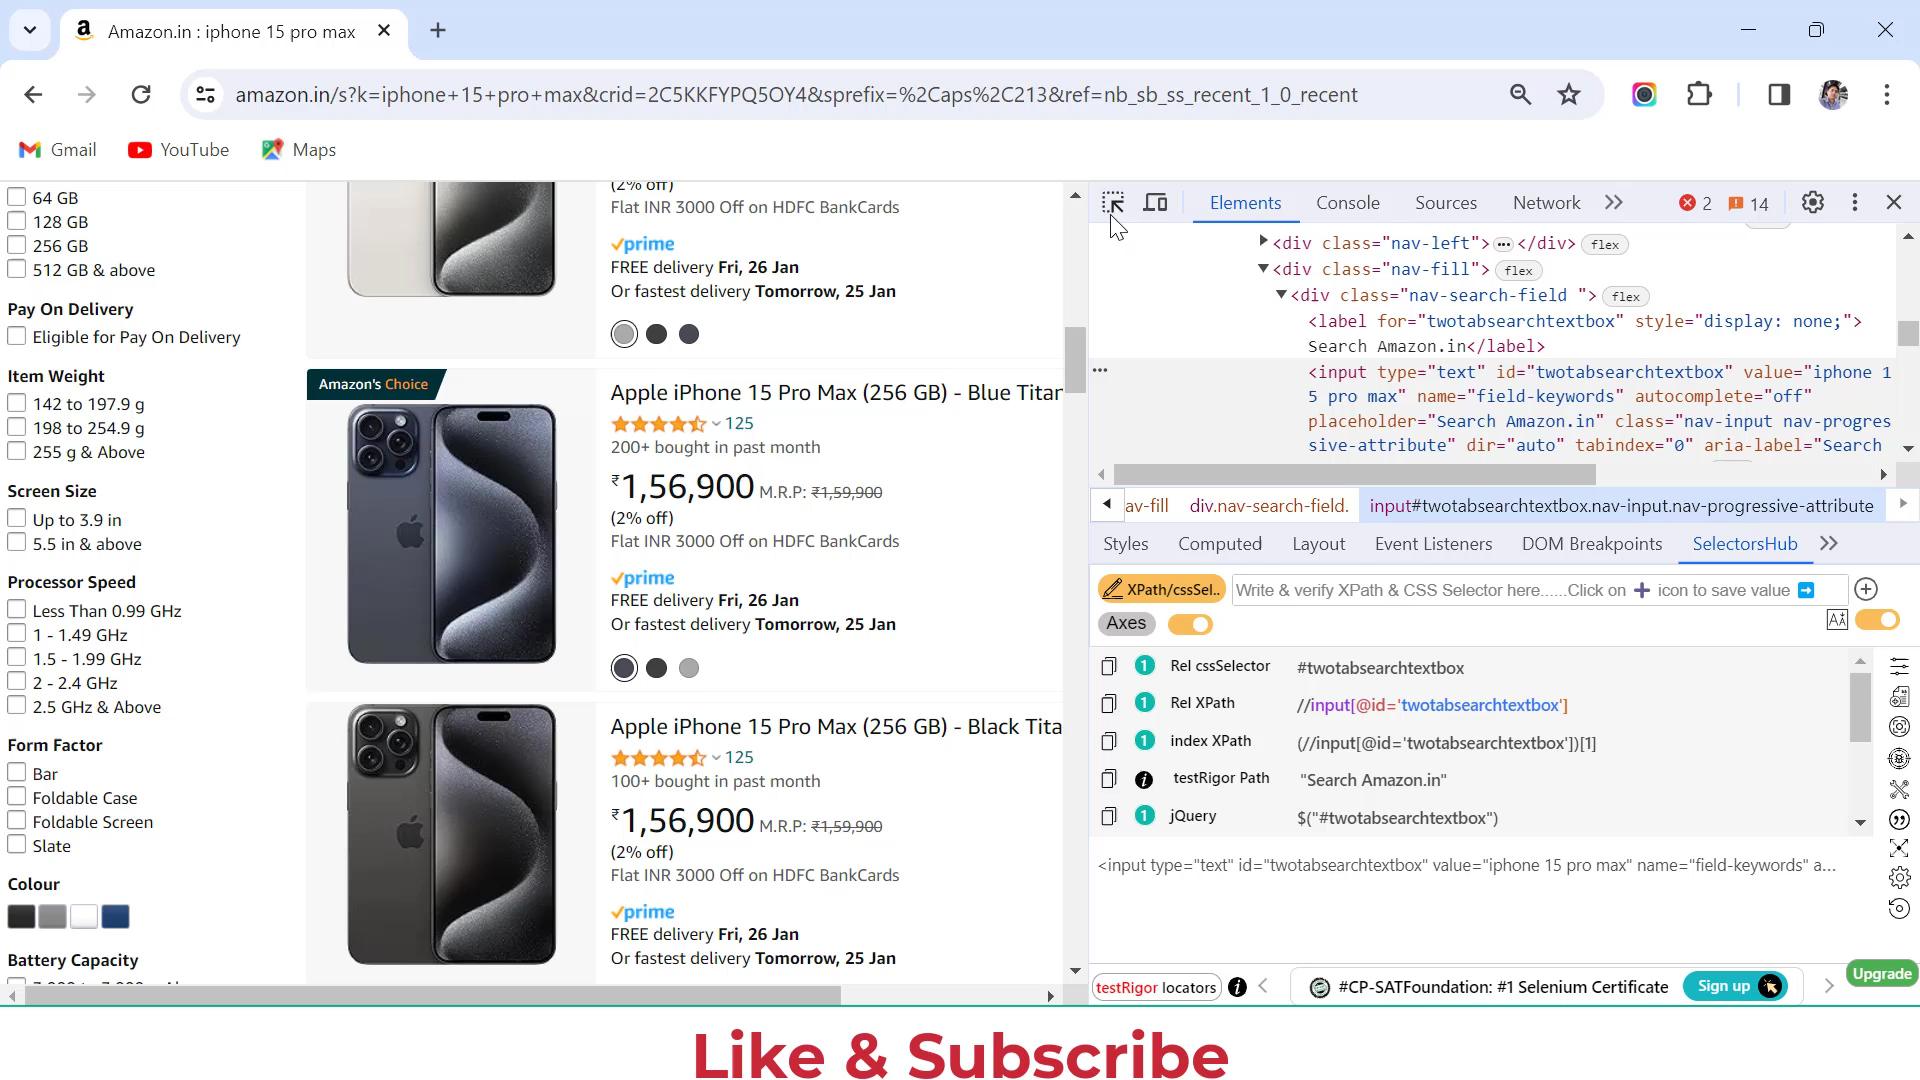 Amazon.in : iphone 15 pro max
amazon.in/s?k=iphone+15+pro+max&crid=2C5KKFYPQ5OY4&sprefix=%2Caps%2C213&ref=nb_sb_ss_recent_1_0_recent
Gmail
YouTube
Maps
64 GB
128 GB
256 GB
512 GB & above
Pay On Delivery
Eligible for Pay On Delivery
Item Weight
142 to 197.9 g
198 to 254.9 g
255 g & Above
Screen Size
Up to 3.9 in
5.5 in & above
Processor Speed
Less Than 0.99 GHz
1 - 1.49 GHz
1.5 - 1.99 GHz
2 - 2.4 GHz
2.5 GHz & Above
Form Factor
Bar
Foldable Case
Foldable Screen
Slate
Colour
Battery Capacity
(2% off)
Flat INR 3000 Off on HDFC BankCards
prime
FREE delivery Fri, 26 Jan
Or fastest delivery Tomorrow, 25 Jan
Amazon's Choice
Apple iPhone 15 Pro Max (256 GB) - Blue Titan
125
200+ bought in past month
₹1,56,900 M.R.P: ₹1,59,900
(2% off)
Flat INR 3000 Off on HDFC BankCards
prime
FREE delivery Fri, 26 Jan
Or fastest delivery Tomorrow, 25 Jan
Apple iPhone 15 Pro Max (256 GB) - Black Tita
125
100+ bought in past month
₹1,56,900 M.R.P: ₹1,59,900
(2% off)
Flat INR 3000 Off on HDFC BankCards
prime
FREE delivery Fri, 26 Jan
Or fastest delivery Tomorrow, 25 Jan
Elements Console Sources Network 2 14
<div class="nav-left"> </div> flex
<div class="nav-fill"> flex
<div class="nav-search-field "> flex
<label for="twotabsearchtextbox" style="display: none;">
Search Amazon.in</label>
<input type="text" id="twotabsearchtextbox" value="iphone 1
5 pro max" name="field-keywords" autocomplete="off"
placeholder="Search Amazon.in" class="nav-input nav-progres
sive-attribute" dir="auto" tabindex="0" aria-label="Search
av-fill div.nav-search-field. input#twotabsearchtextbox.nav-input.nav-progressive-attribute
Styles Computed Layout Event Listeners DOM Breakpoints SelectorsHub
XPath/cssSel.. Write & verify XPath & CSS Selector here......Click on + icon to save value
Axes
1 Rel cssSelector #twotabsearchtextbox
1 Rel XPath //input[@id='twotabsearchtextbox']
1 index XPath (//input[@id='twotabsearchtextbox'])[1]
testRigor Path "Search Amazon.in"
1 jQuery $("#twotabsearchtextbox")
<input type="text" id="twotabsearchtextbox" value="iphone 15 pro max" name="field-keywords" a...
testRigor locators #CP-SATFoundation: #1 Selenium Certificate Sign up Upgrade
Like & Subscribe